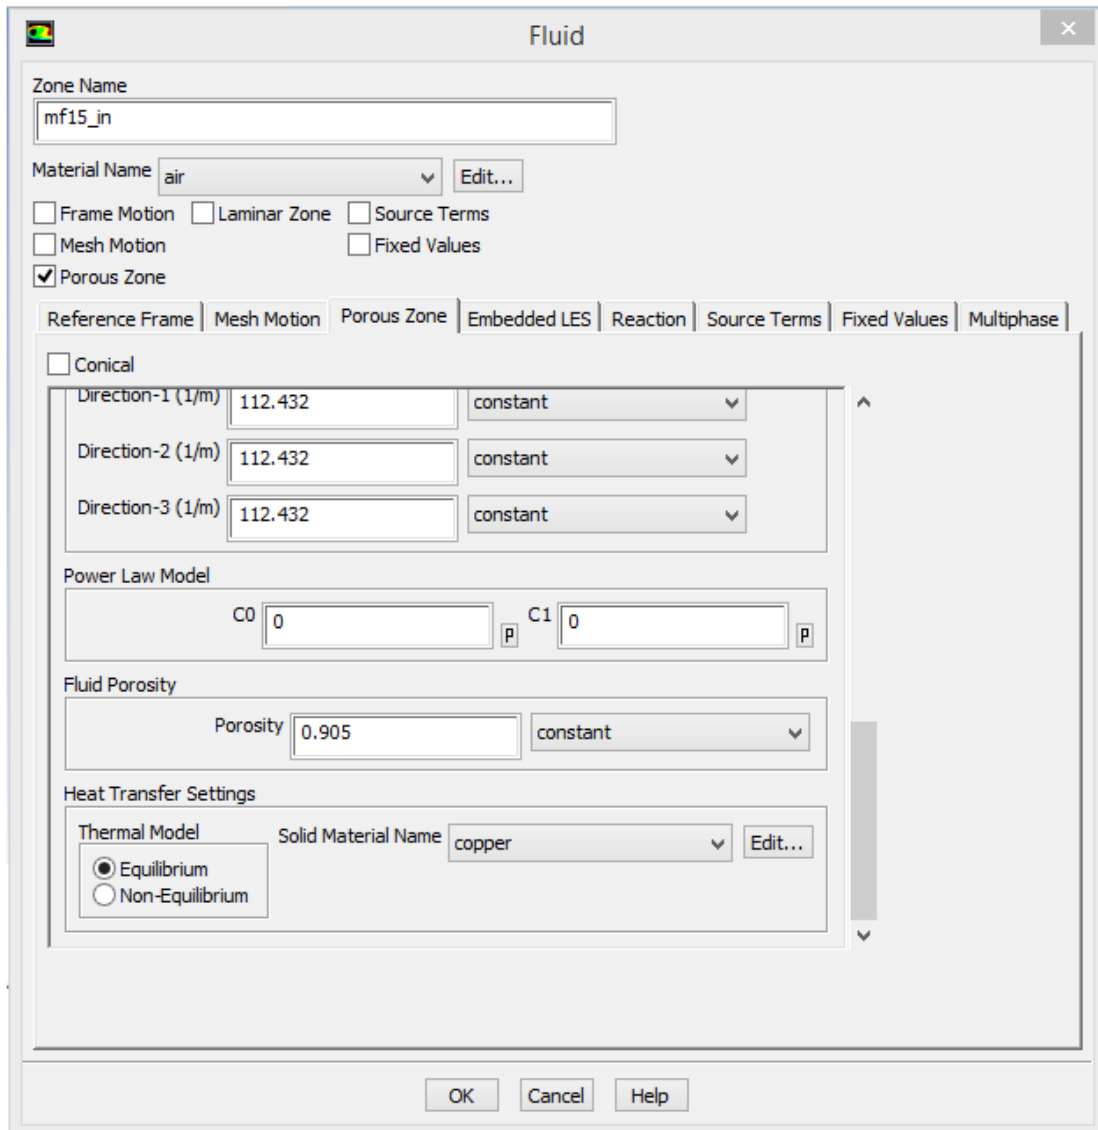 Fluid
Zone Name
mf15_in
Material Name air Edit...
Frame Motion Laminar Zone Source Terms
Mesh Motion Fixed Values
Porous Zone
Reference Frame Mesh Motion Porous Zone Embedded LES Reaction Source Terms Fixed Values Multiphase
Conical
Direction-1 (1/m) 112.432 constant
Direction-2 (1/m) 112.432 constant
Direction-3 (1/m) 112.432 constant
Power Law Model
C0 0 P C1 0 P
Fluid Porosity
Porosity 0.905 constant
Heat Transfer Settings
Thermal Model Solid Material Name copper Edit...
Equilibrium
Non-Equilibrium
OK Cancel Help